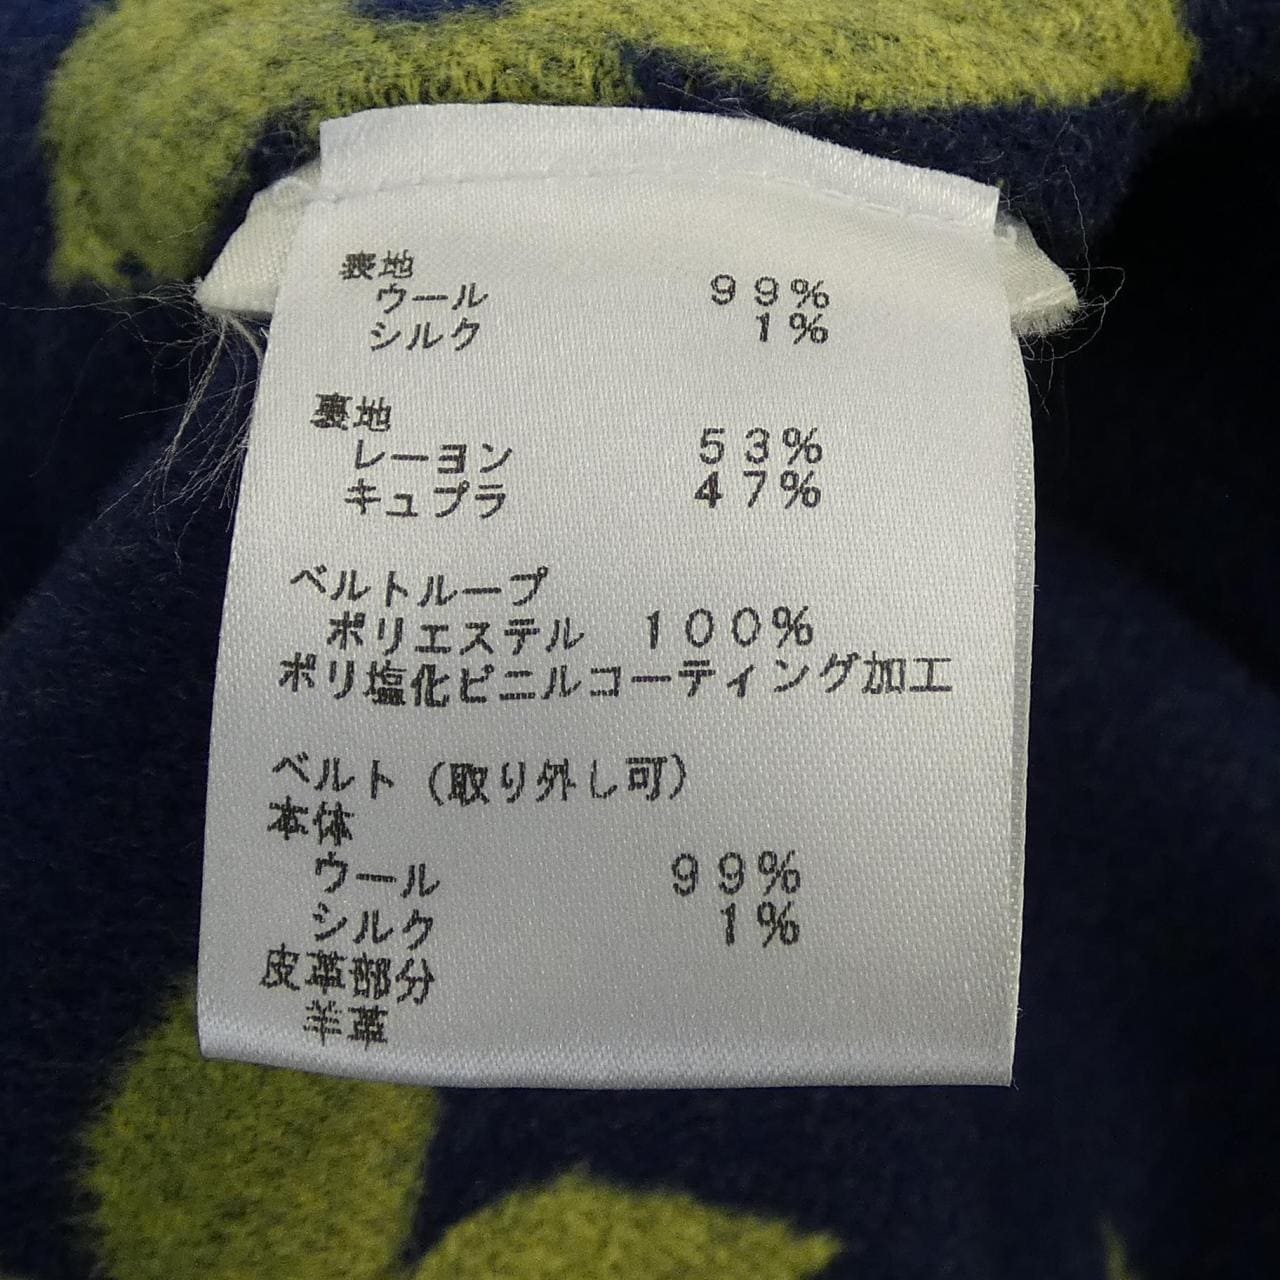 表地
ウール 99%
シルク 1%
裏地
レーヨン 53%
キュプラ 47%
ベルトループ
ポリエステル 100%
ポリ塩化ビニルコーティング加工
ベルト(取り外し可)
本体
ウール 99%
シルク 1%
皮革部分
羊革